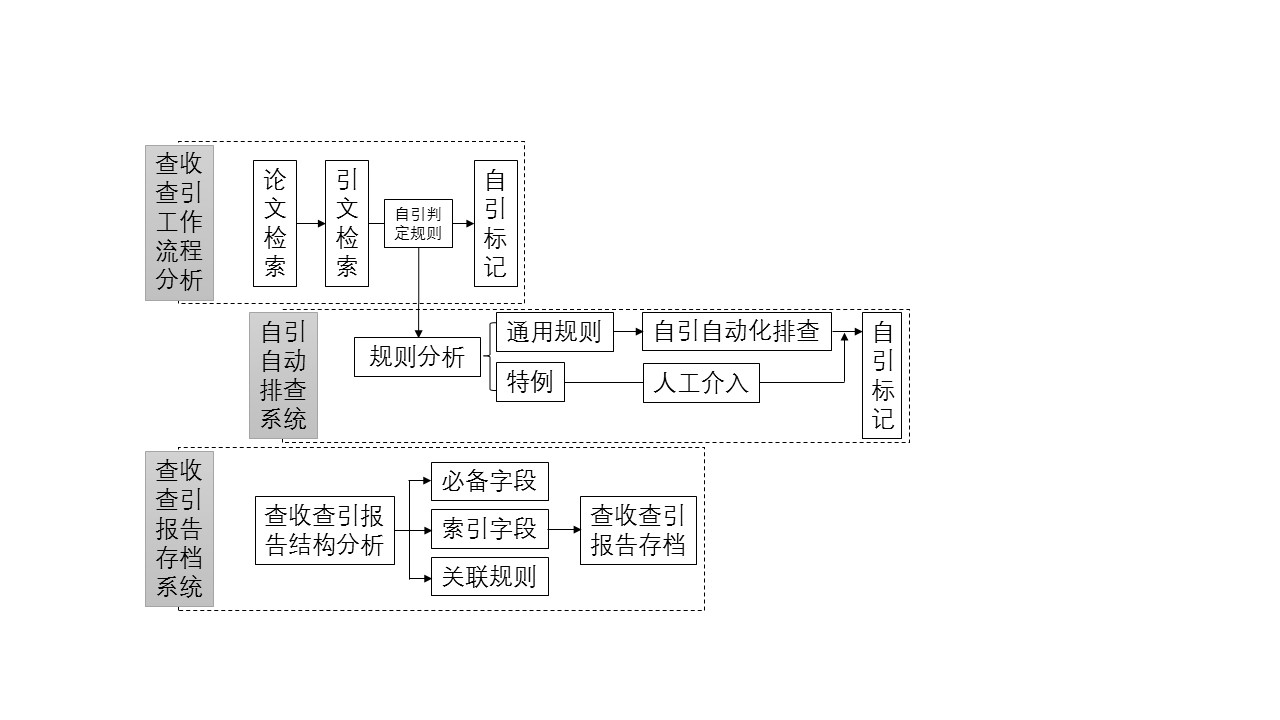 查收
查引
工作
流程
分析
论
文
检
索
引
文
检
索
自引判
定规则
自
引
标
记
自引
自动
排查
系统
规则分析
通用规则
特例
自引自动化排查
人工介入
自
引
标
记
查收
查引
报告
存档
系统
查收查引报
告结构分析
必备字段
索引字段
关联规则
查收查引
报告存档